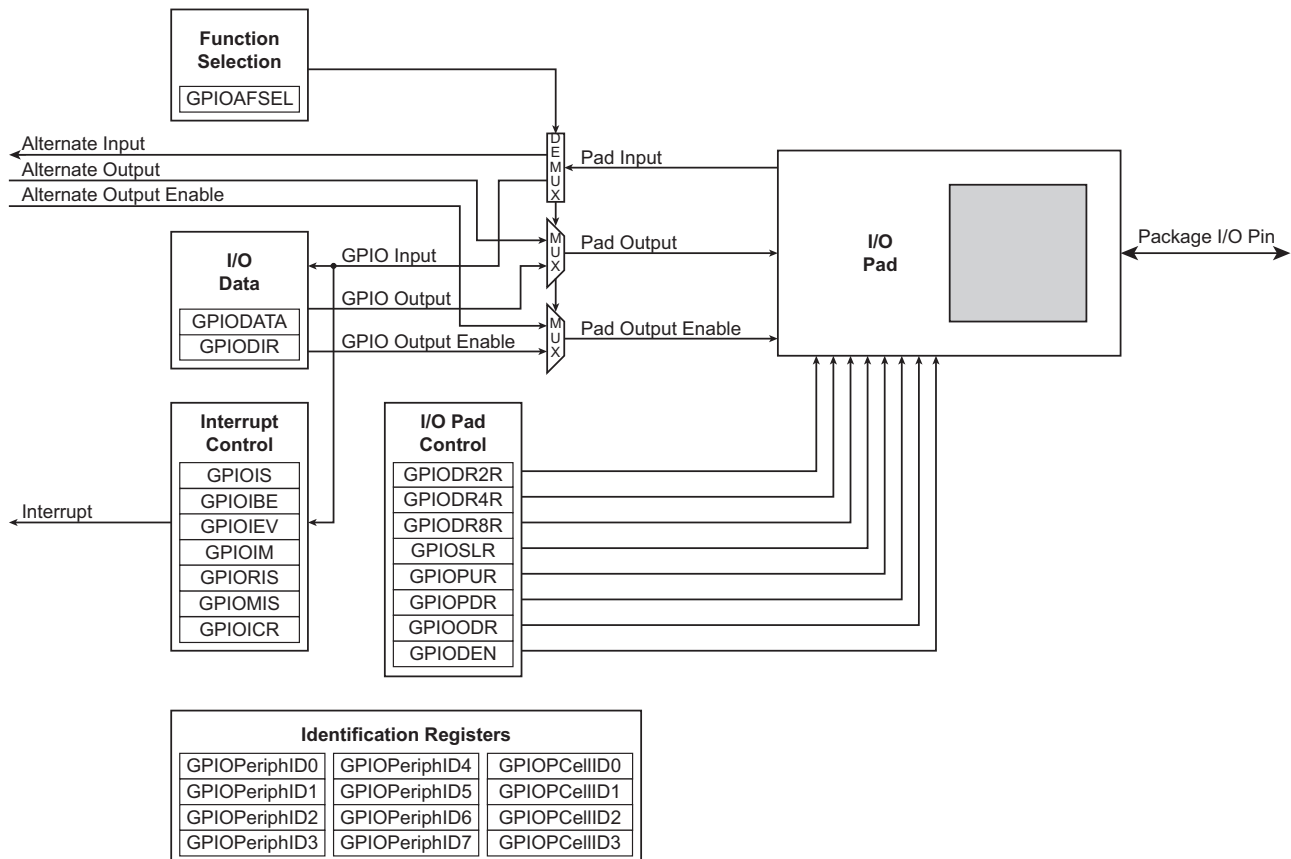 Function
Selection
GPIOAFSEL
Alternate Input
Alternate Output
Alternate Output Enable
DEMUX
Pad Input
MUX
Pad Output
MUX
Pad Output Enable
I/O
Pad
Package I/O Pin
I/O
Data
GPIODATA
GPIODIR
GPIO Input
GPIO Output
GPIO Output Enable
Interrupt
Control
GPIOIS
GPIOIBE
GPIOIEV
GPIOIM
GPIORIS
GPIOMIS
GPIOICR
Interrupt
I/O Pad
Control
GPIODR2R
GPIODR4R
GPIODR8R
GPIOSLR
GPIOPUR
GPIOPDR
GPIOODR
GPIODEN
Identification Registers
GPIOPeriphID0 GPIOPeriphID4 GPIOPCellID0
GPIOPeriphID1 GPIOPeriphID5 GPIOPCellID1
GPIOPeriphID2 GPIOPeriphID6 GPIOPCellID2
GPIOPeriphID3 GPIOPeriphID7 GPIOPCellID3